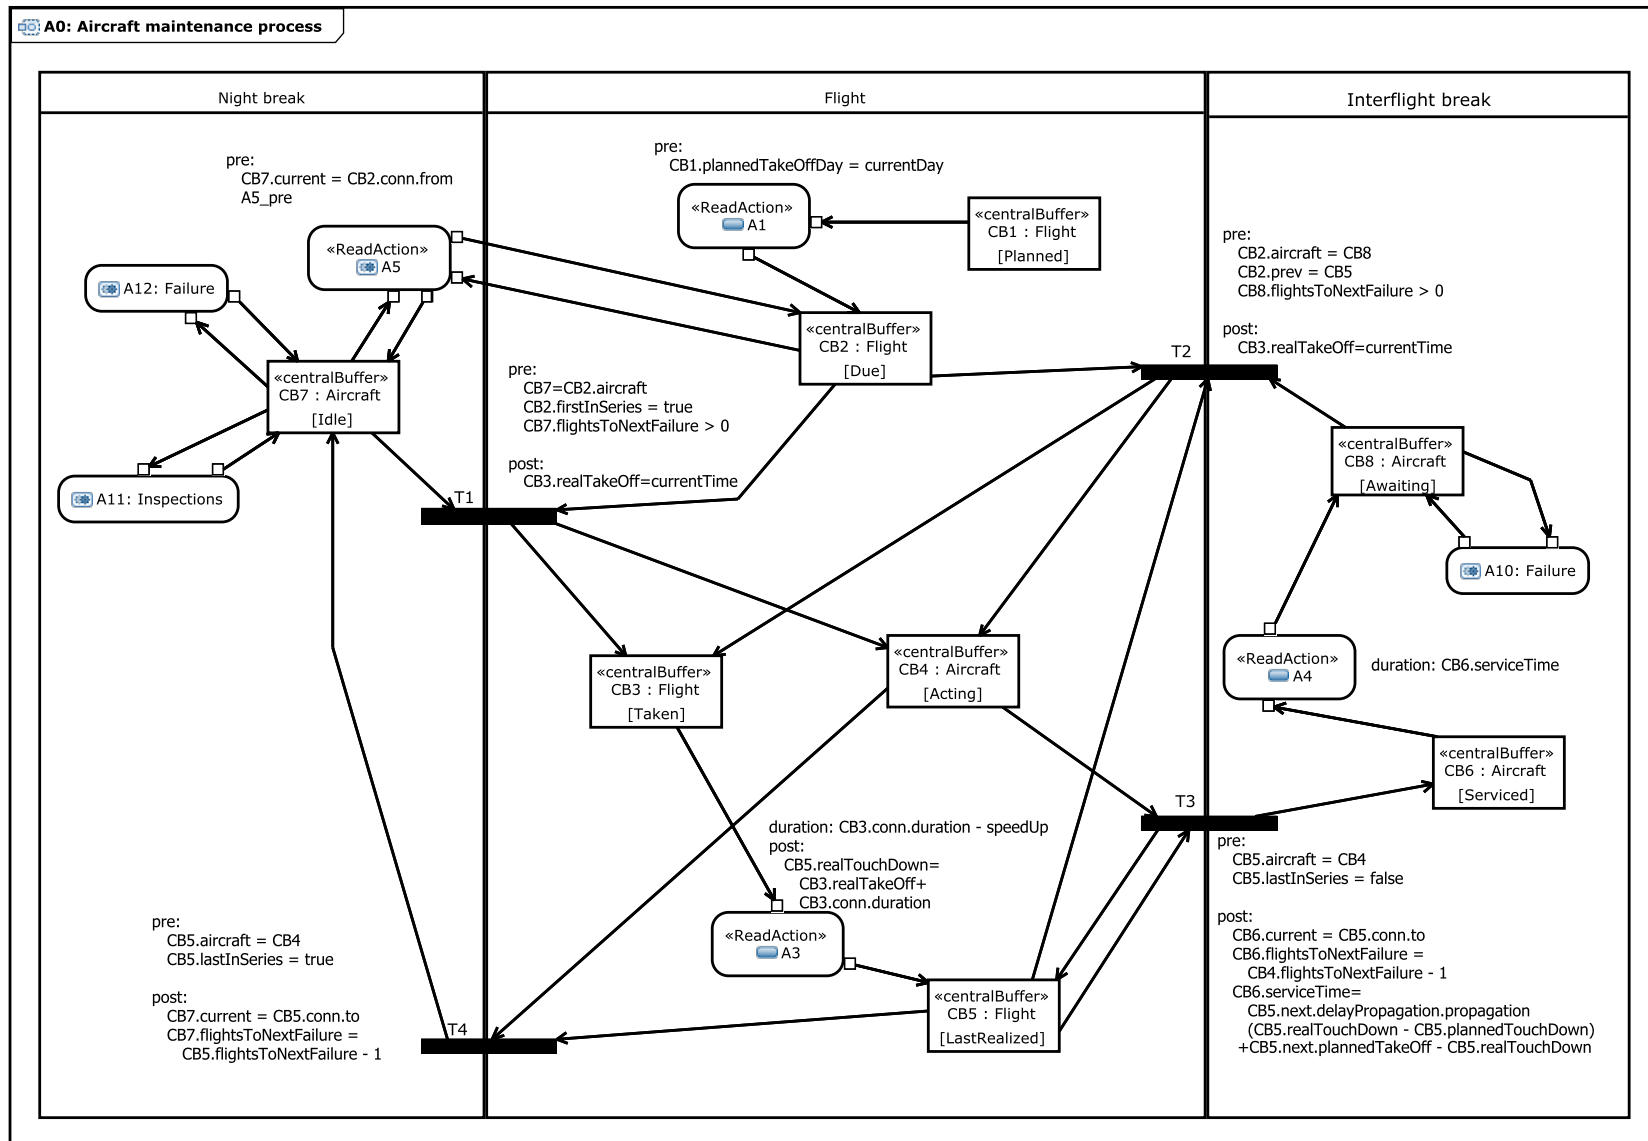 A0: Aircraft maintenance process
Night break
Flight
Interflight break
pre:
CB7.current = CB2.conn.from
A5_pre
«ReadAction»
A5
A12: Failure
«centralBuffer»
CB7 : Aircraft
[Idle]
A11: Inspections
T1
pre:
CB1.plannedTakeOffDay = currentDay
«ReadAction»
A1
«centralBuffer»
CB1 : Flight
[Planned]
«centralBuffer»
CB2 : Flight
[Due]
pre:
CB7=CB2.aircraft
CB2.firstInSeries = true
CB7.flightsToNextFailure > 0
post:
CB3.realTakeOff=currentTime
T2
pre:
CB2.aircraft = CB8
CB2.prev = CB5
CB8.flightsToNextFailure > 0
post:
CB3.realTakeOff=currentTime
«centralBuffer»
CB8 : Aircraft
[Awaiting]
A10: Failure
«ReadAction»
A4
duration: CB6.serviceTime
«centralBuffer»
CB6 : Aircraft
[Serviced]
«centralBuffer»
CB3 : Flight
[Taken]
«centralBuffer»
CB4 : Aircraft
[Acting]
T3
duration: CB3.conn.duration - speedUp
post:
CB5.realTouchDown=
CB3.realTakeOff+
CB3.conn.duration
«ReadAction»
A3
«centralBuffer»
CB5 : Flight
[LastRealized]
pre:
CB5.aircraft = CB4
CB5.lastInSeries = true
post:
CB7.current = CB5.conn.to
CB7.flightsToNextFailure =
CB5.flightsToNextFailure - 1
T4
pre:
CB5.aircraft = CB4
CB5.lastInSeries = false
post:
CB6.current = CB5.conn.to
CB6.flightsToNextFailure =
CB4.flightsToNextFailure - 1
CB6.serviceTime=
CB5.next.delayPropagation.propagation
(CB5.realTouchDown - CB5.plannedTouchDown)
+CB5.next.plannedTakeOff - CB5.realTouchDown